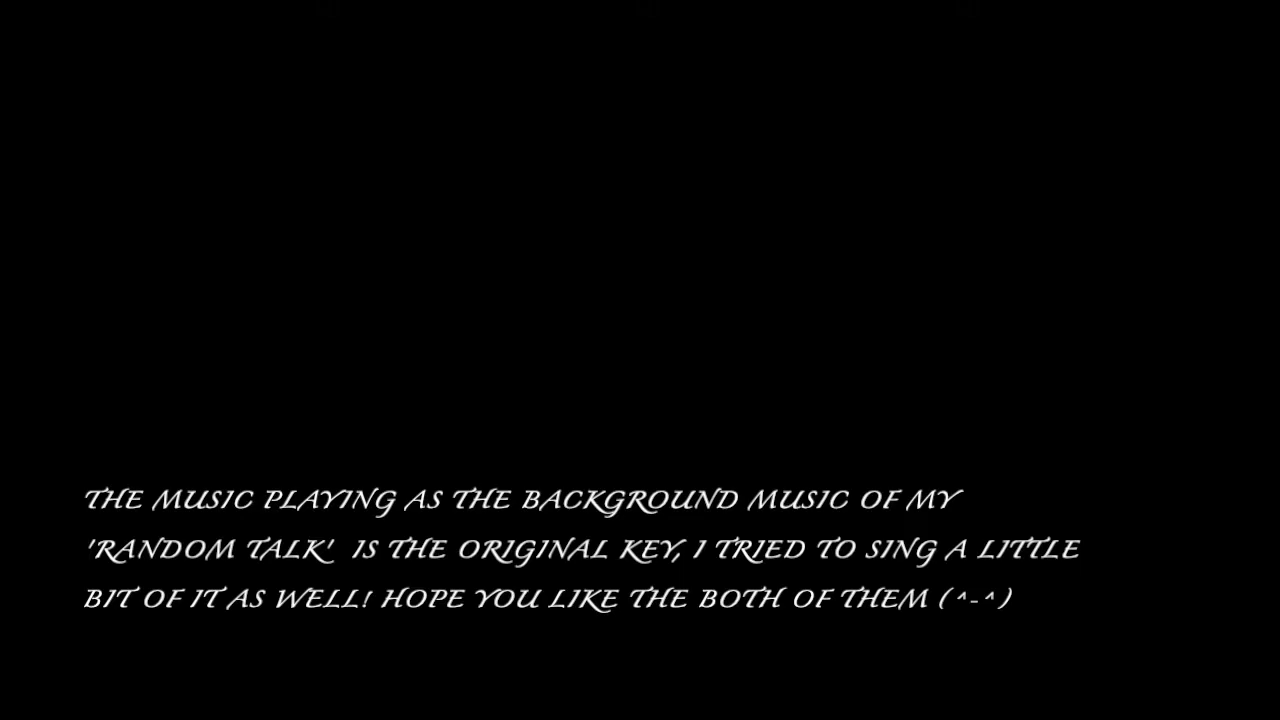 THE MUSIC PLAYING AS THE BACKGROUND MUSIC OF MY
'RANDOM TALK'  IS THE ORIGINAL KEY, I TRIED TO SING A LITTLE
BIT OF IT AS WELL! HOPE YOU LIKE THE BOTH OF THEM (^-^)